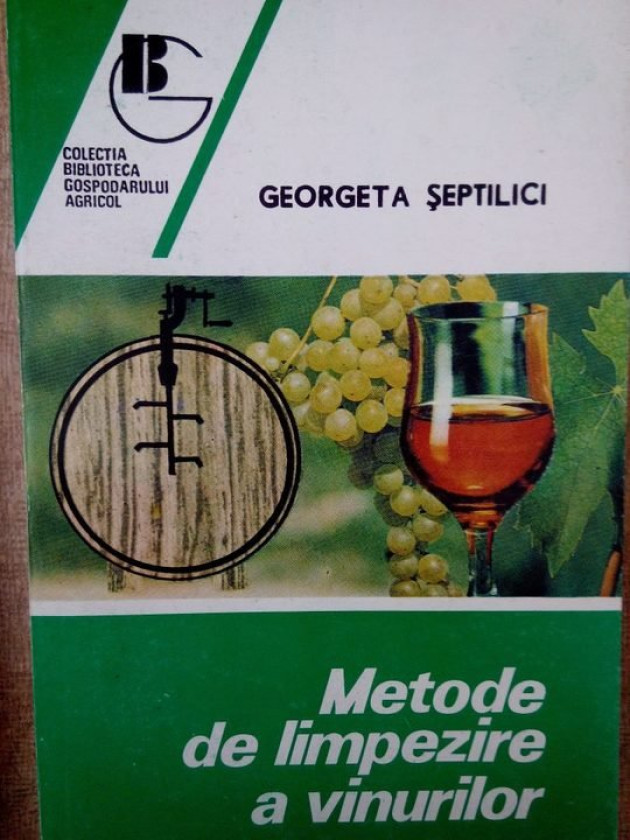 BG
COLECTIA
BIBLIOTECA
GOSPODARULUI
AGRICOL
GEORGETA ŞEPTILICI
Metode
de limpezire
a vinurilor